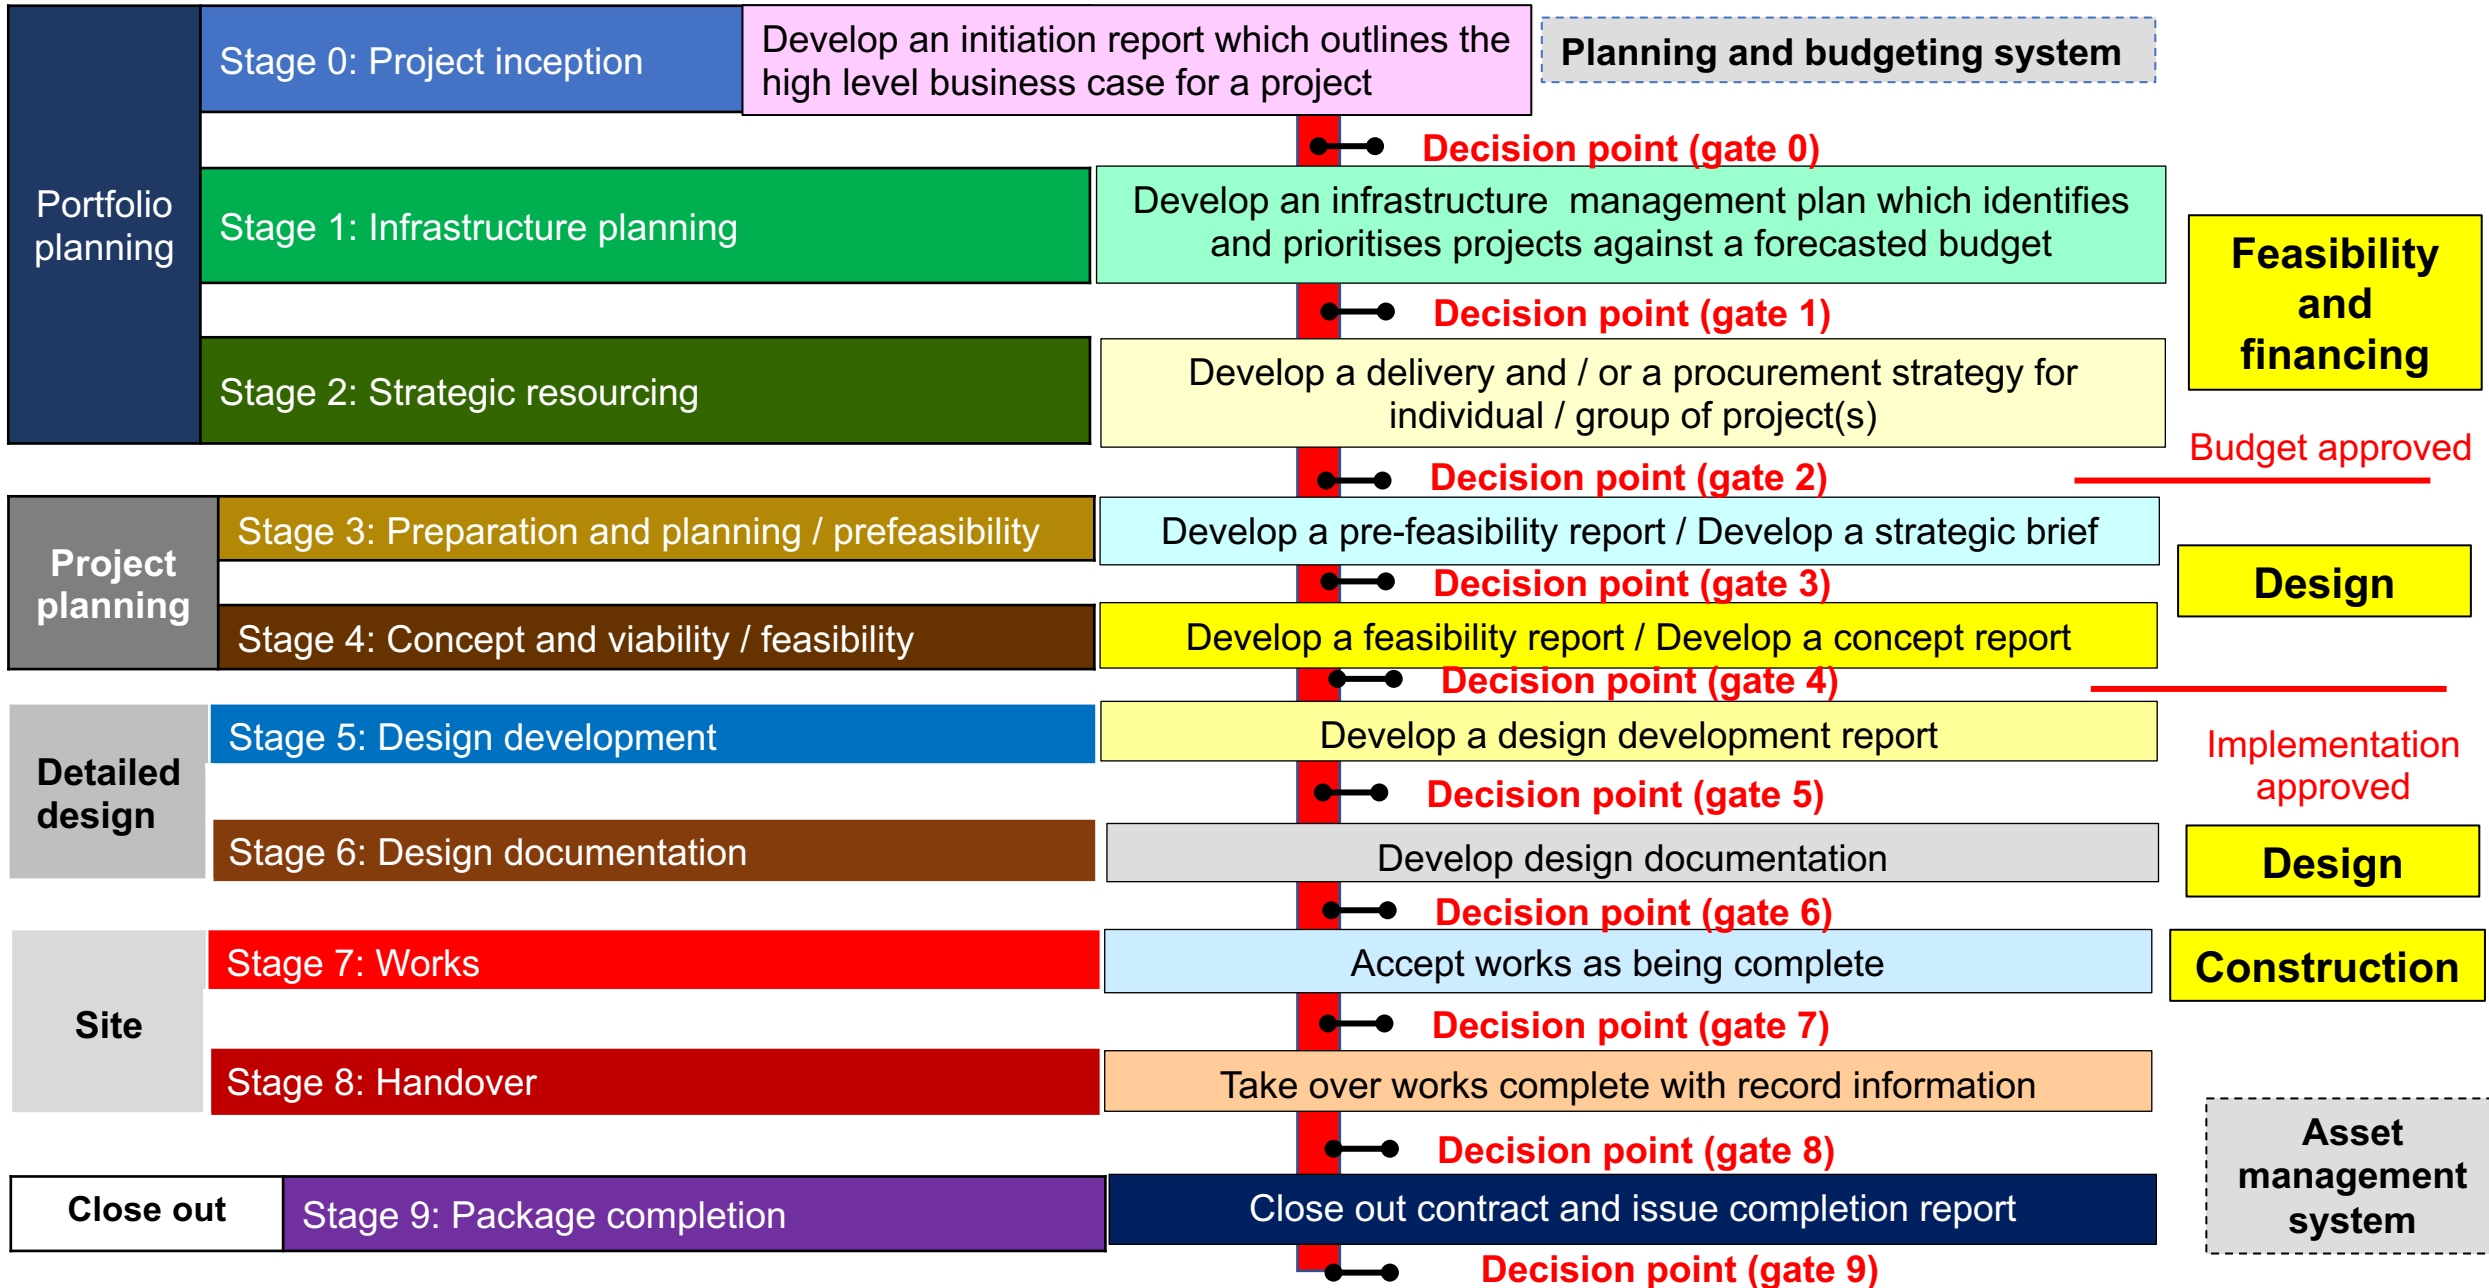 Stage 0: Project inception
Develop an initiation report which outlines the
high level business case for a project
Planning and budgeting system
Decision point (gate 0)
Portfolio
planning
Stage 1: Infrastructure planning
Develop an infrastructure management plan which identifies
and prioritises projects against a forecasted budget
Feasibility
and
financing
Decision point (gate 1)
Stage 2: Strategic resourcing
Develop a delivery and / or a procurement strategy for
individual / group of project(s)
Budget approved
Decision point (gate 2)
Project
planning
Stage 3: Preparation and planning / prefeasibility
Develop a pre-feasibility report / Develop a strategic brief
Decision point (gate 3)
Design
Stage 4: Concept and viability / feasibility
Develop a feasibility report / Develop a concept report
Decision point (gate 4)
Detailed
design
Stage 5: Design development
Develop a design development report
Implementation
approved
Decision point (gate 5)
Stage 6: Design documentation
Develop design documentation
Design
Decision point (gate 6)
Site
Stage 7: Works
Accept works as being complete
Construction
Decision point (gate 7)
Stage 8: Handover
Take over works complete with record information
Decision point (gate 8)
Asset
management
system
Close out
Stage 9: Package completion
Close out contract and issue completion report
Decision point (gate 9)